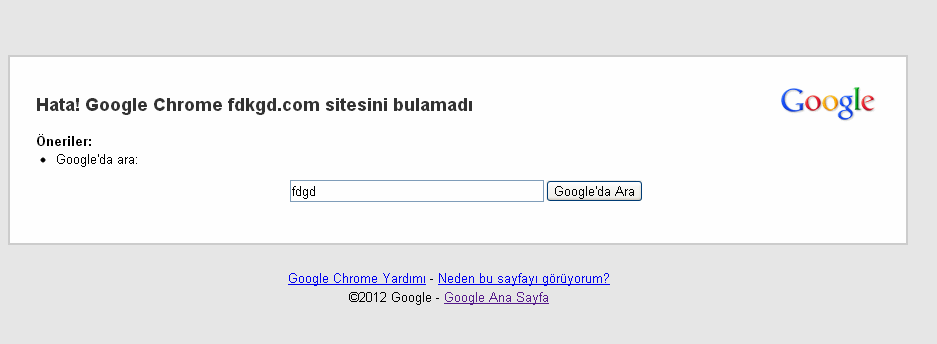 Hata! Google Chrome fdkgd.com sitesini bulamadı
Google
Öneriler:
• Google'da ara:
fdgd Google'da Ara
Google Chrome Yardımı - Neden bu sayfayı görüyorum?
©2012 Google - Google Ana Sayfa